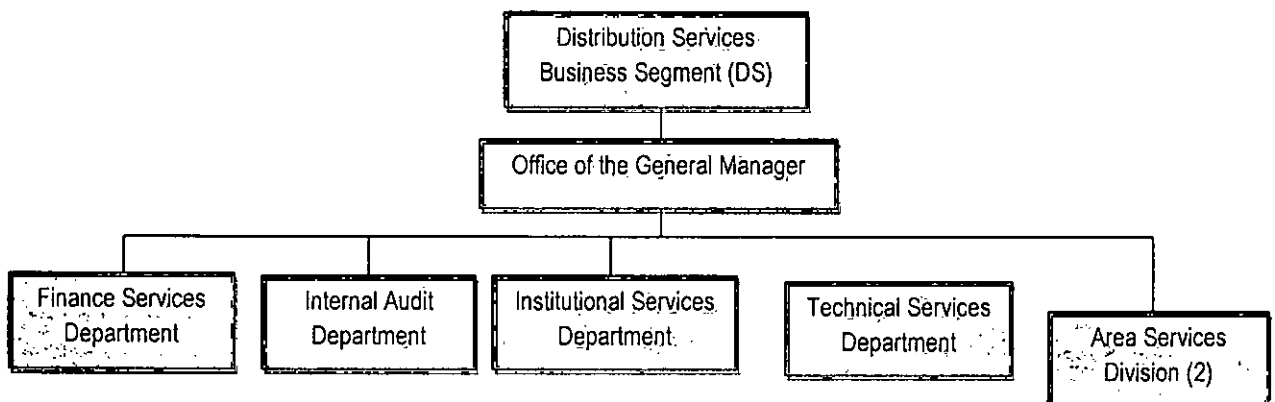 Distribution Services
Business Segment (DS)
Office of the General Manager
Finance Services
Department
Internal Audit
Department
Institutional Services
Department
Technical Services
Department
Area Services
Division (2)